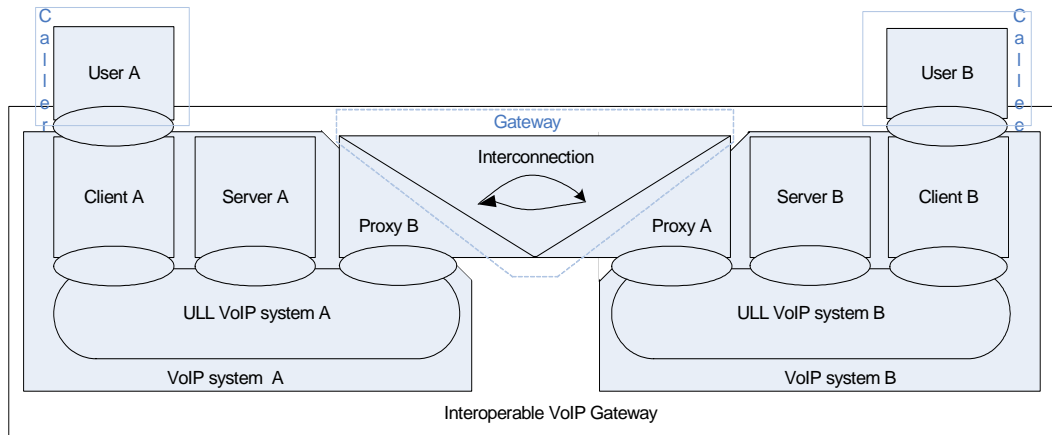 Caller
Callee
User A
User B
Gateway
Interconnection
Client A
Server A
Proxy B
Proxy A
Server B
Client B
ULL VoIP system A
ULL VoIP system B
VoIP system A
VoIP system B
Interoperable VoIP Gateway